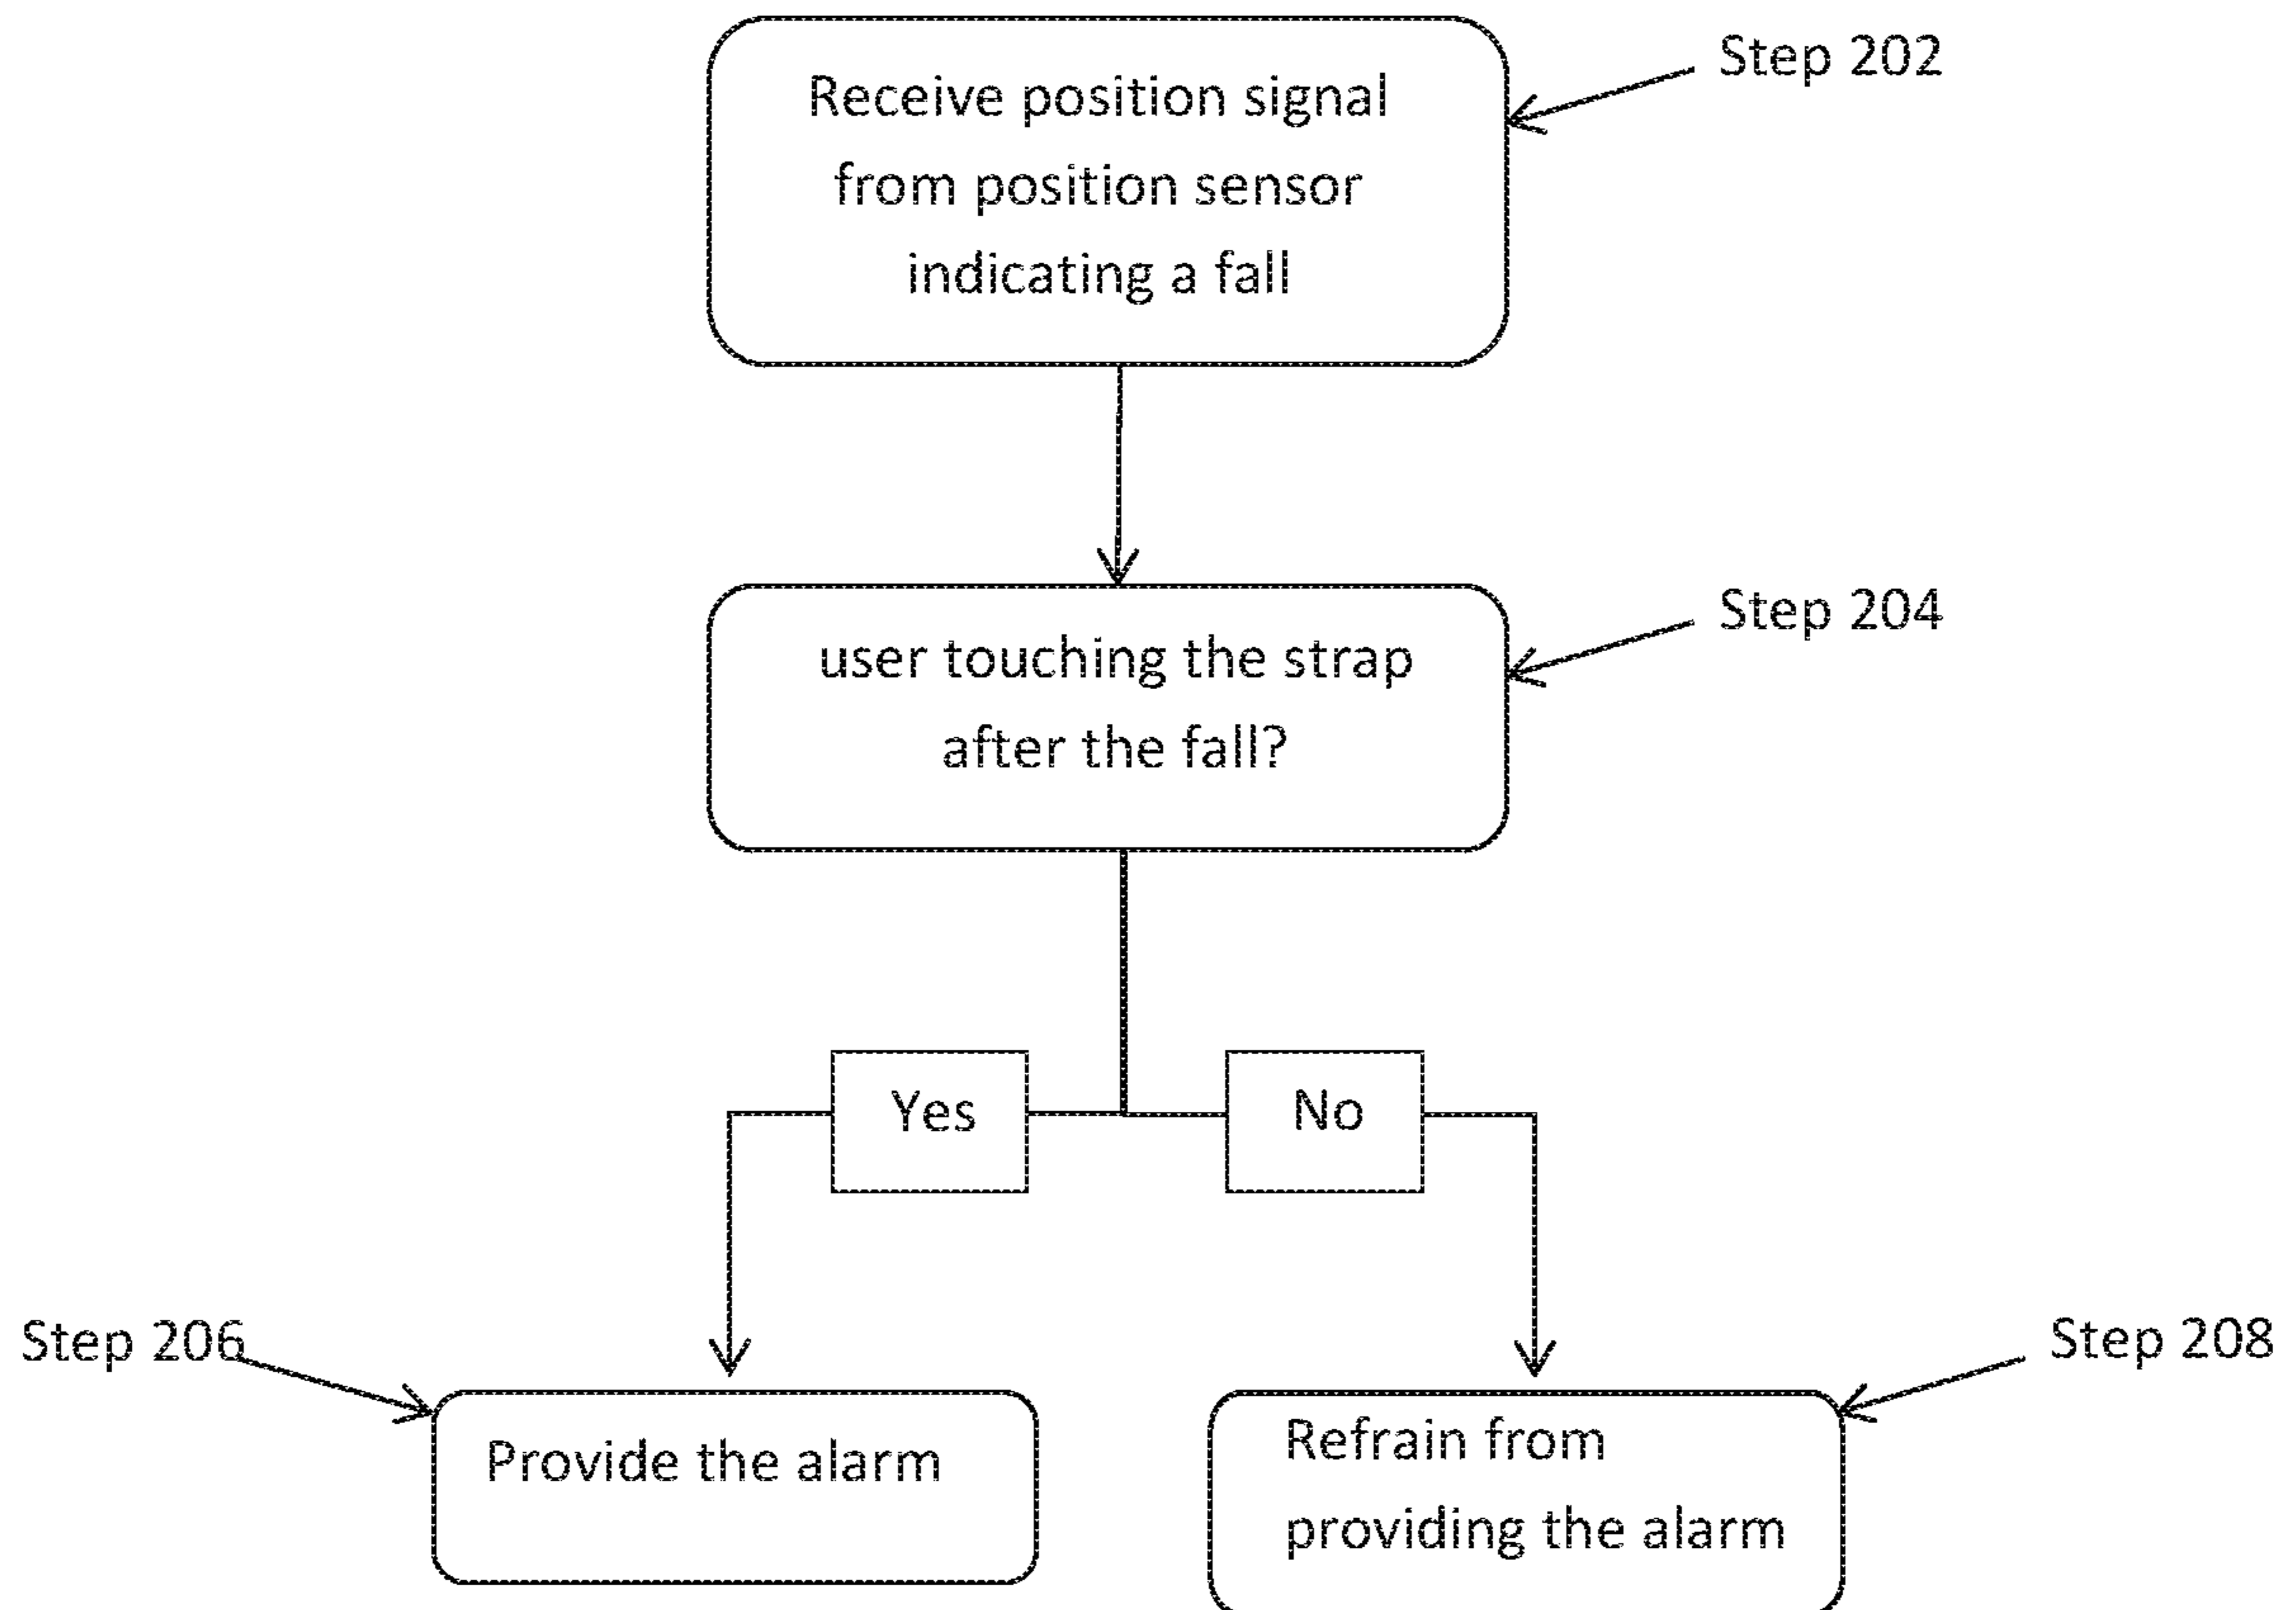 Step 202
Receive position signal
from position sensor
indicating a fall
Step 204
user touching the strap
after the fall?
Yes
No
Step 206
Step 208
Provide the alarm
Refrain from
providing the alarm